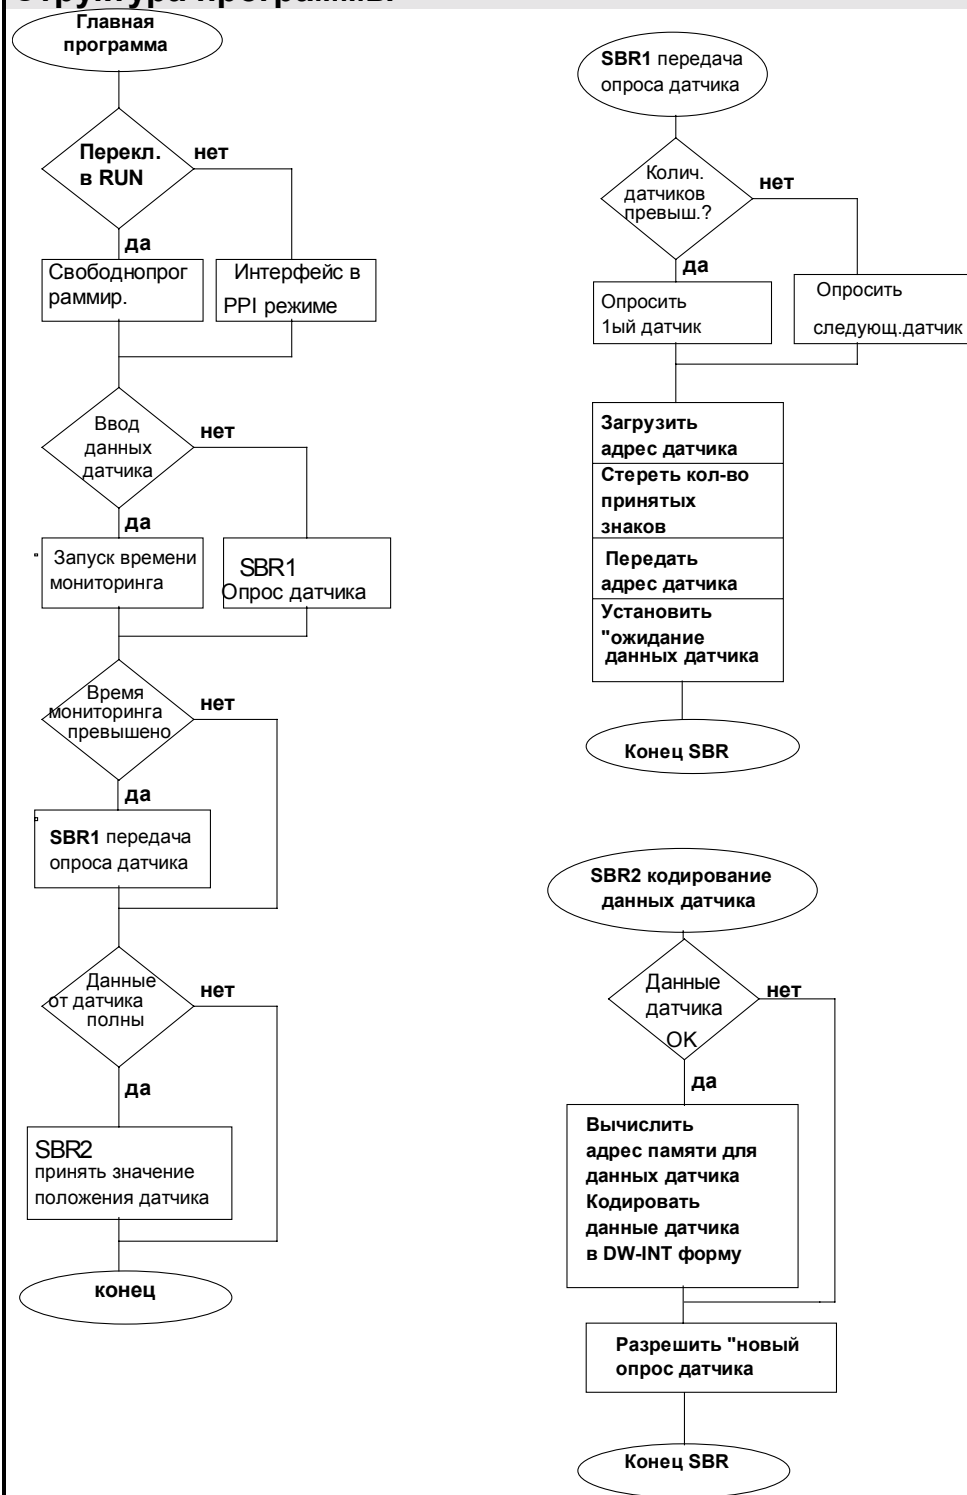 Структура программы
Главная
программа
Перекл.
в RUN
нет
да
Свободнопрог
раммир.
Интерфейс в
PPI режиме
Ввод
данных
датчика
нет
да
Запуск времени
мониторинга
SBR1
Опрос датчика
Время
мониторинга
превышено
нет
да
SBR1 передача
опроса датчика
Данные
от датчика
полны
нет
да
SBR2
принять значение
положения датчика
конец
SBR1 передача
опроса датчика
Колич.
датчиков
превыш.?
нет
да
Опросить
1ый датчик
Опросить
следующ.датчик
Загрузить
адрес датчика
Стереть кол-во
принятых
знаков
Передать
адрес датчика
Установить
"ожидание
данных датчика
Конец SBR
SBR2 кодирование
данных датчика
Данные
датчика
OK
нет
да
Вычислить
адрес памяти для
данных датчика
Кодировать
данные датчика
в DW-INT форму
Разрешить "новый
опрос датчика
Конец SBR